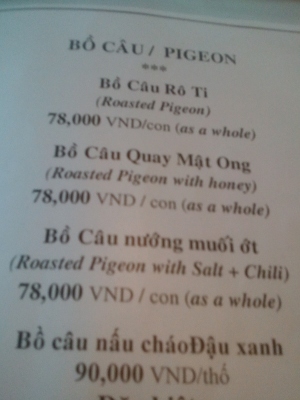 BỒ CÂU / PIGEON
***
Bồ Câu Rô Ti
(Roasted Pigeon)
78,000 VND/con (as a whole)
Bồ Câu Quay Mật Ong
(Roasted Pigeon with honey)
78,000 VND / con (as a whole)
Bồ Câu nướng muối ớt
(Roasted Pigeon with Salt + Chili)
78,000 VND / con (as a whole)
Bồ câu nấu cháoĐậu xanh
90,000 VND/thố